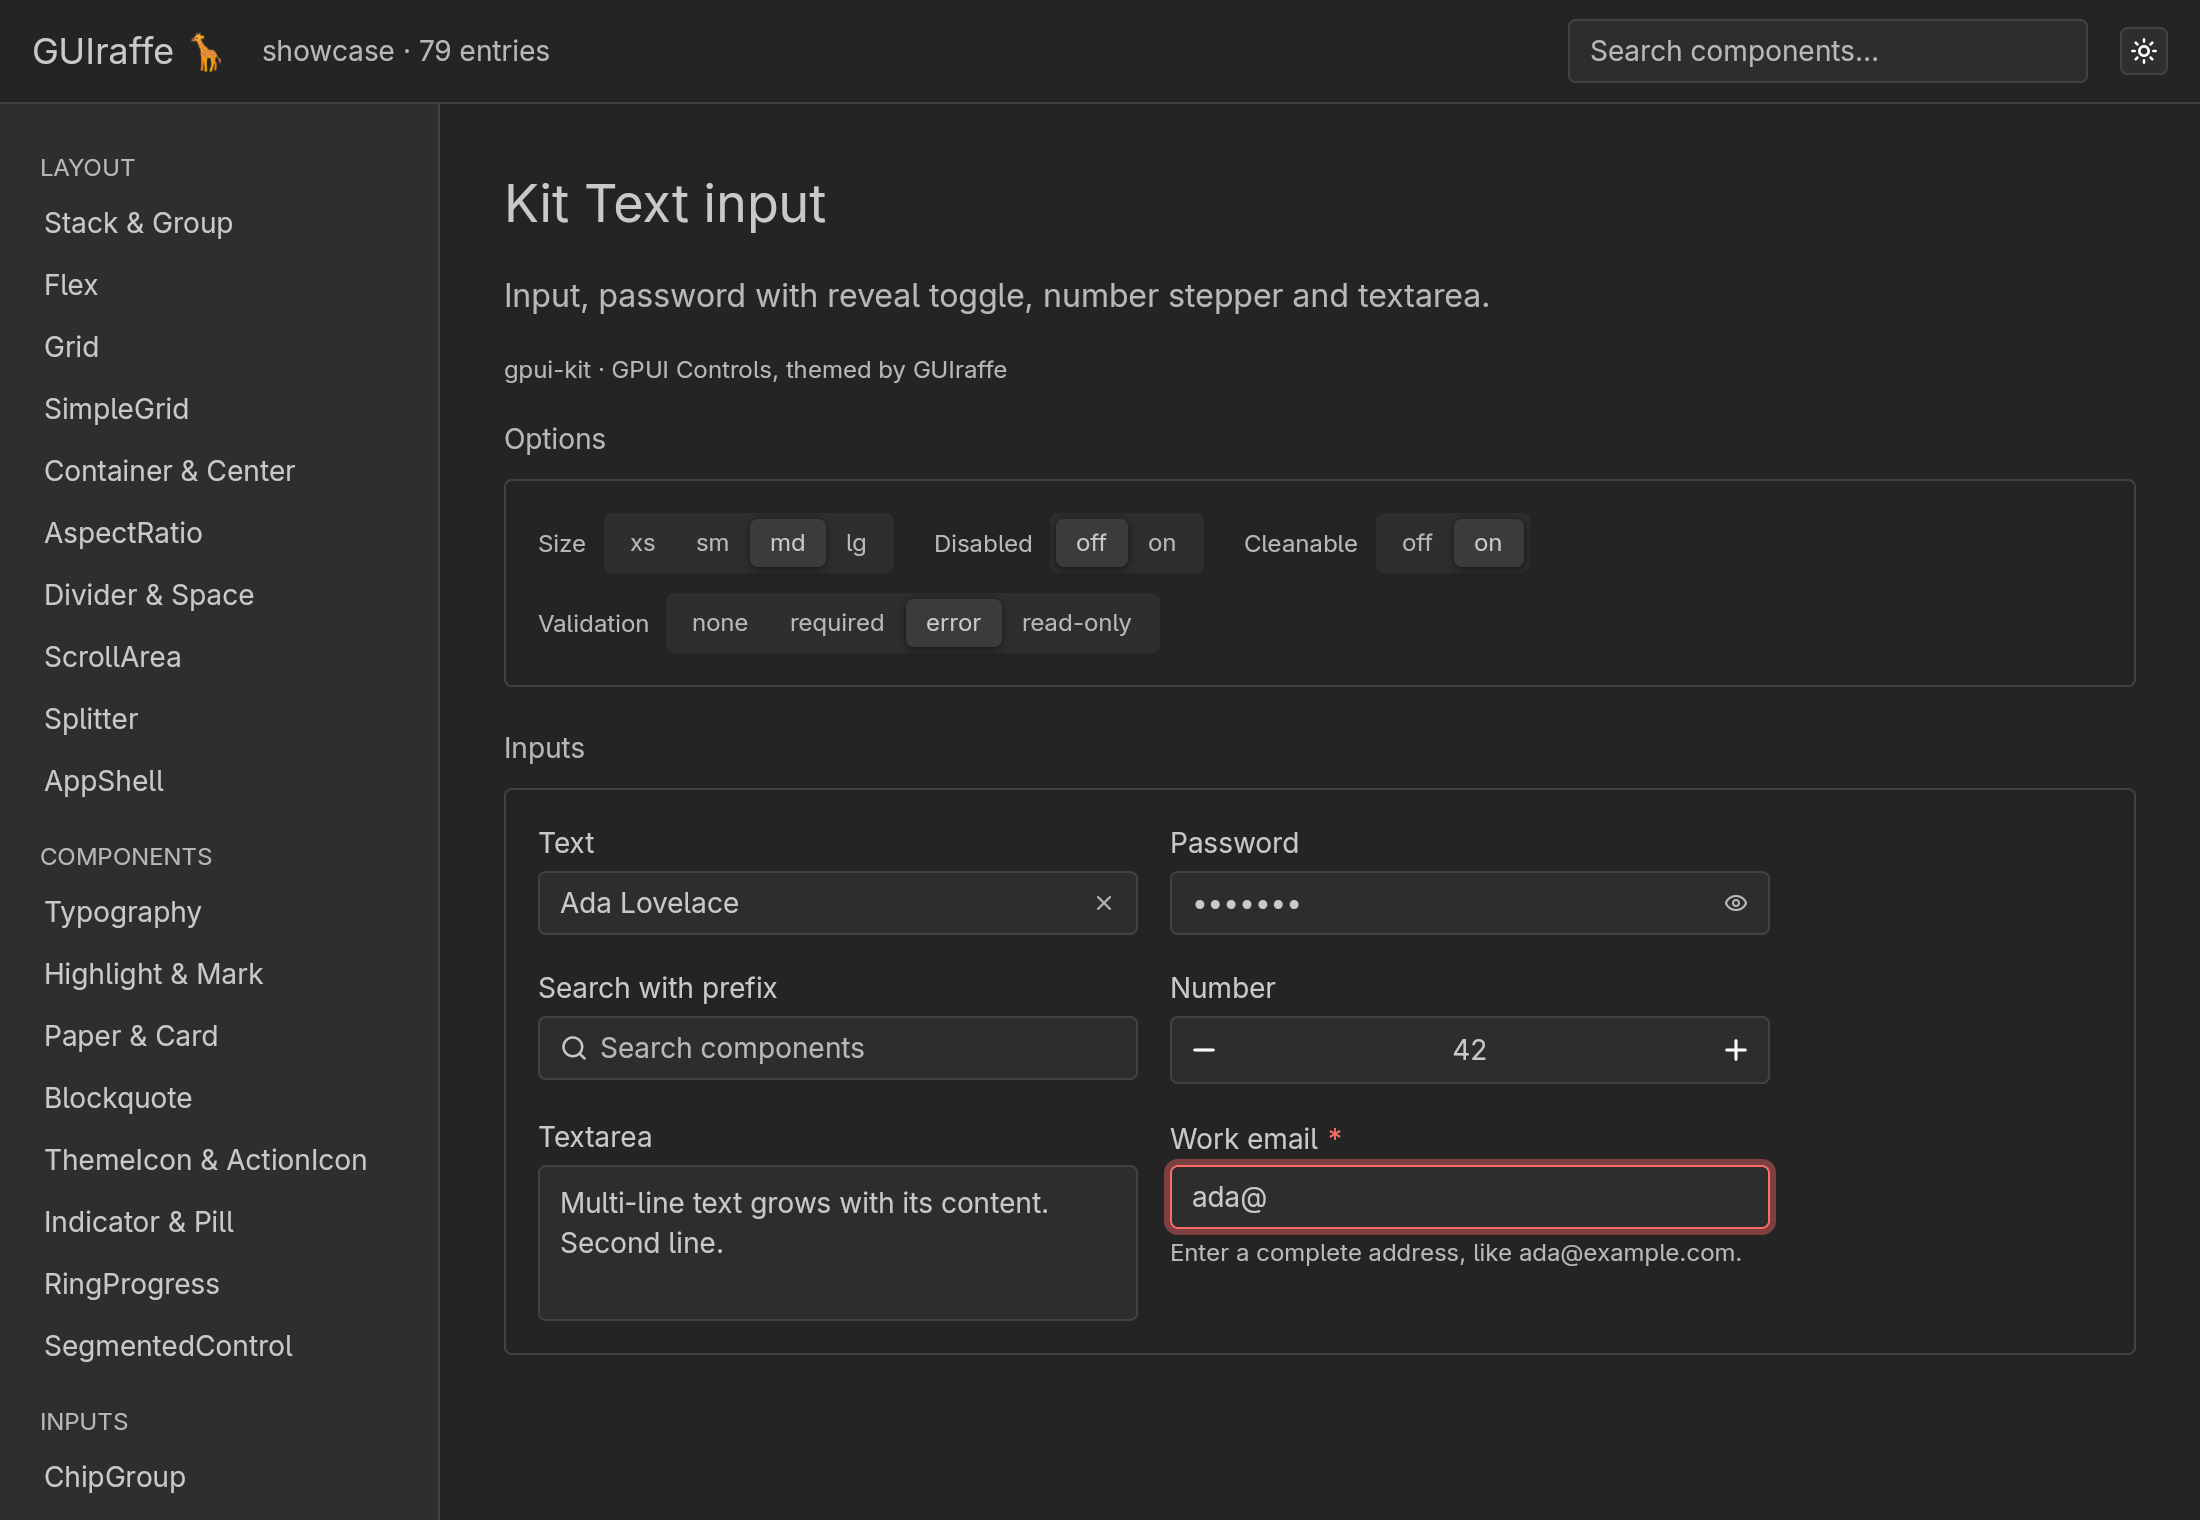 GUIraffe 🦒 showcase · 79 entries
Search components...
LAYOUT
Stack & Group
Flex
Grid
SimpleGrid
Container & Center
AspectRatio
Divider & Space
ScrollArea
Splitter
AppShell
COMPONENTS
Typography
Highlight & Mark
Paper & Card
Blockquote
ThemeIcon & ActionIcon
Indicator & Pill
RingProgress
SegmentedControl
INPUTS
ChipGroup
Kit Text input
Input, password with reveal toggle, number stepper and textarea.
gpui-kit · GPUI Controls, themed by GUIraffe
Options
Size xs sm md lg Disabled off on Cleanable off on
Validation none required error read-only
Inputs
Text
Ada Lovelace
Password
•••••••
Search with prefix
Search components
Number
42
Textarea
Multi-line text grows with its content.
Second line.
Work email *
ada@
Enter a complete address, like ada@example.com.